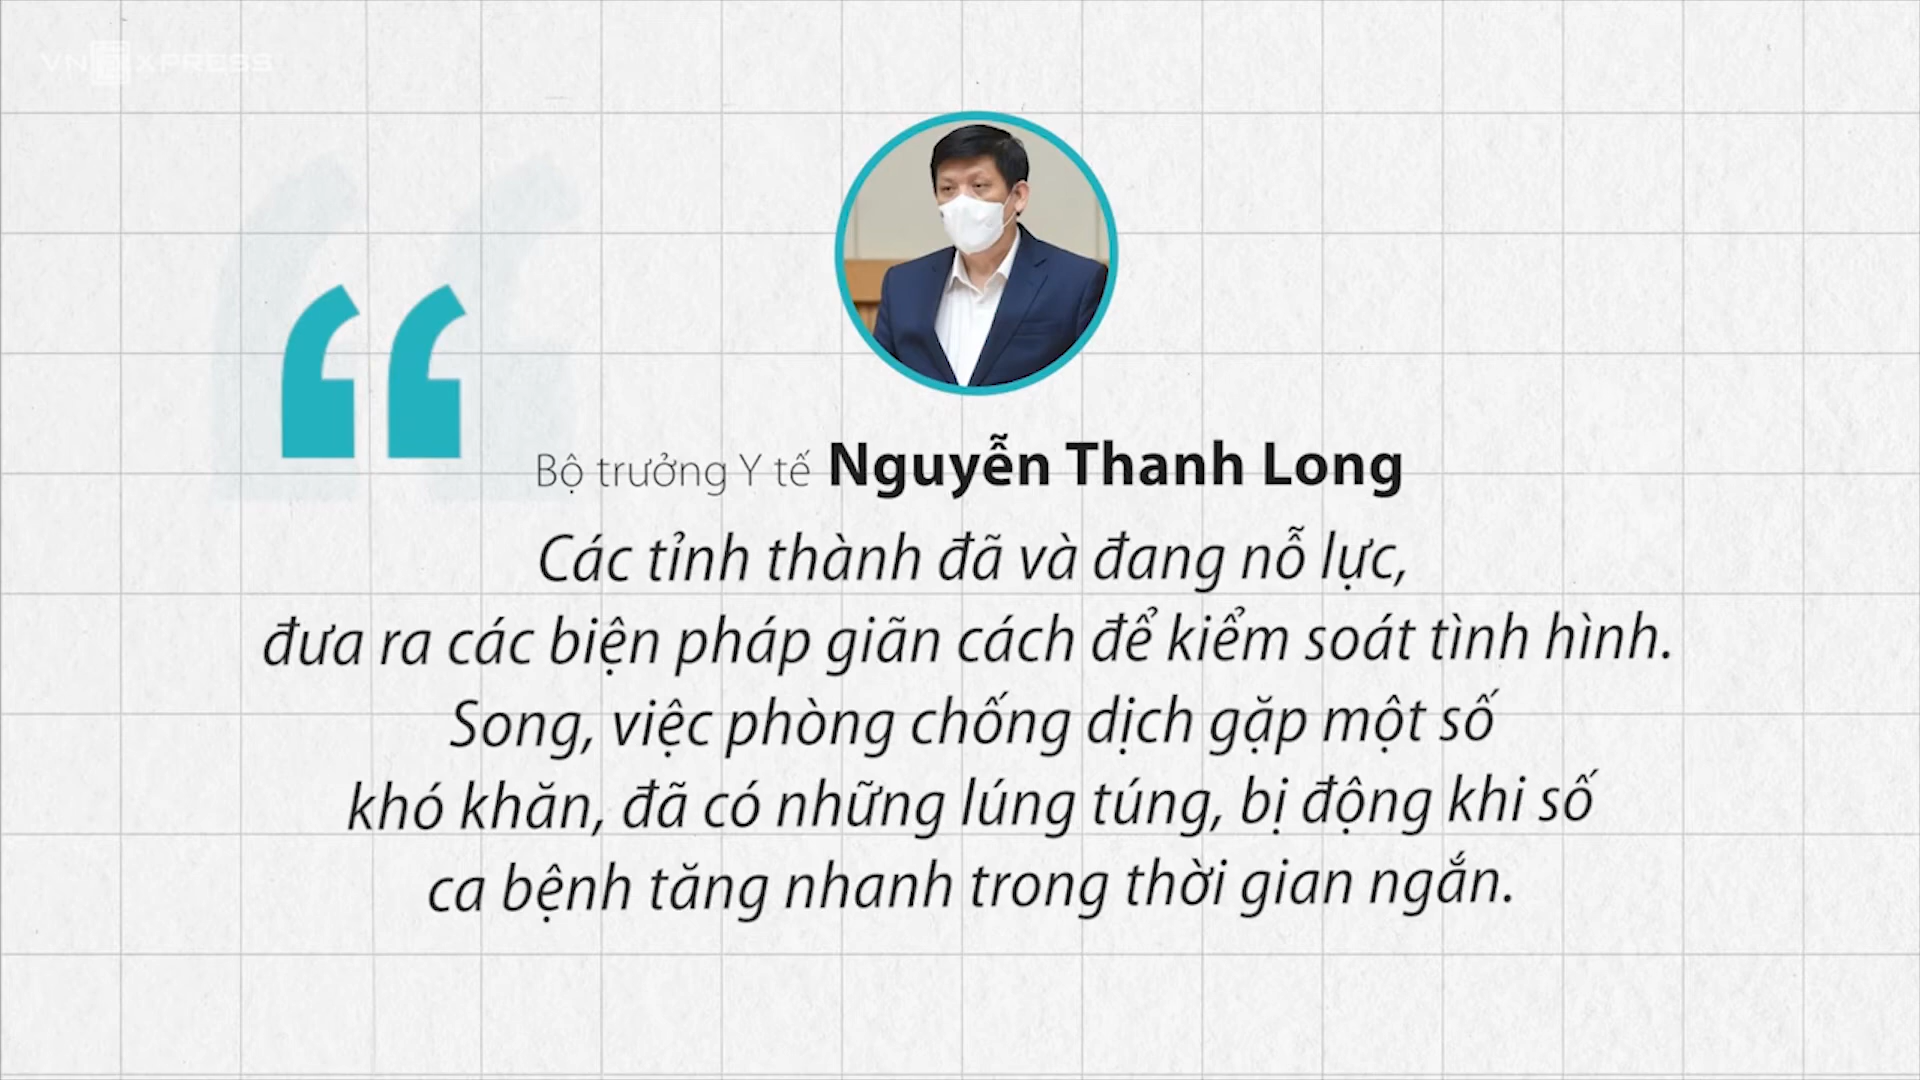 VNEXPRESS
Bộ trưởng Y tế Nguyễn Thanh Long
Các tỉnh thành đã và đang nỗ lực,
đưa ra các biện pháp giãn cách để kiểm soát tình hình.
Song, việc phòng chống dịch gặp một số
khó khăn, đã có những lúng túng, bị động khi số
ca bệnh tăng nhanh trong thời gian ngắn.